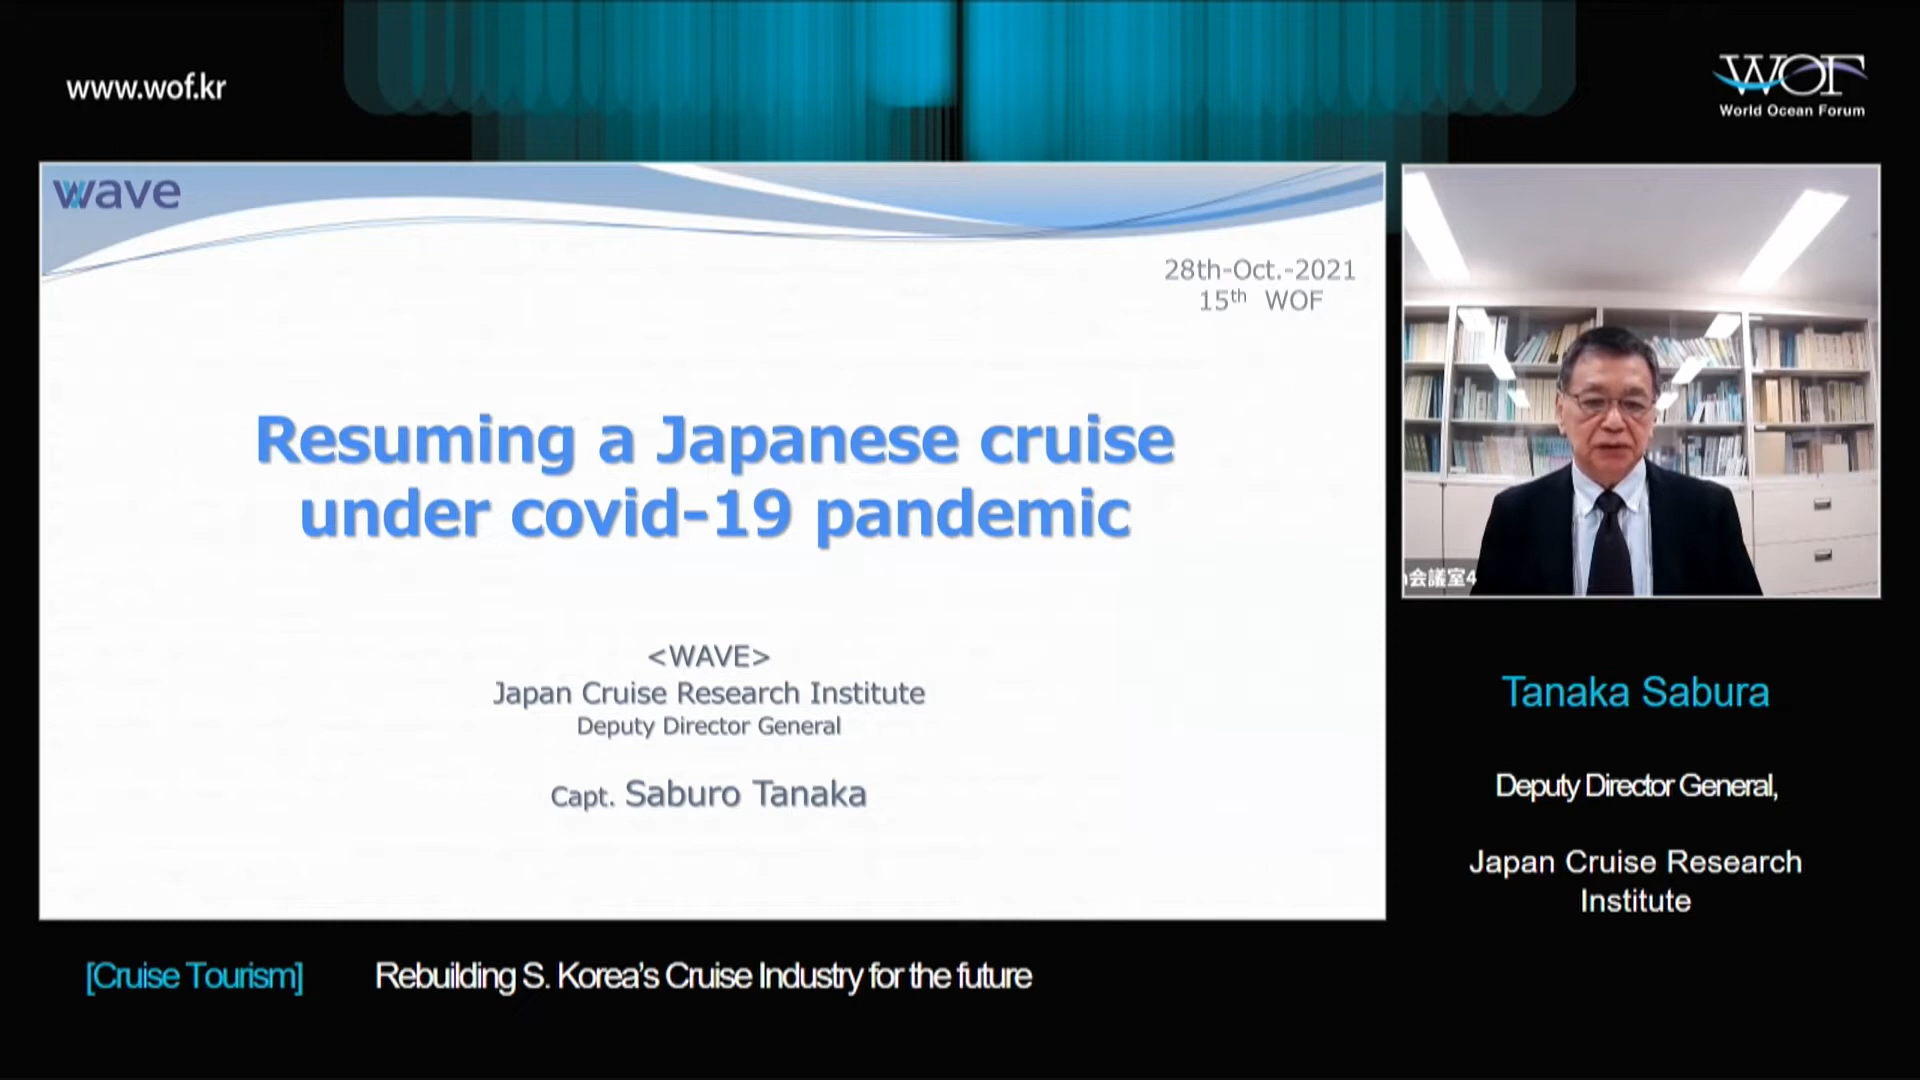 www.wof.kr
WOF
World Ocean Forum
wave
28th-Oct.-2021
15th WOF
Resuming a Japanese cruise
under covid-19 pandemic
<WAVE>
Japan Cruise Research Institute
Deputy Director General
Capt. Saburo Tanaka
会議室4
Tanaka Sabura
Deputy Director General,
Japan Cruise Research
Institute
[Cruise Tourism]
Rebuilding S. Korea's Cruise Industry for the future